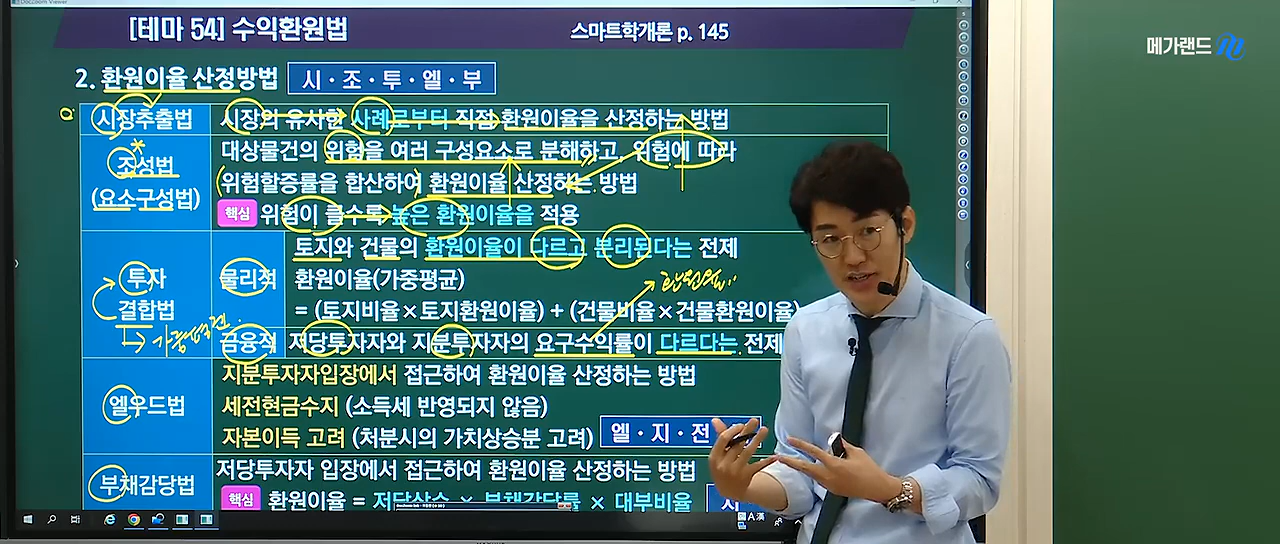 DocZoom Viewer
[테마 54] 수익환원법
스마트학개론 p. 145
메가랜드
2. 환원이율 산정방법
시·조·투·엘·부
시장추출법
시장의 유사한 사례로부터 직접 환원이율을 산정하는 방법
조성법
(요소구성법)
대상물건의 위험을 여러 구성요소로 분해하고, 위험에 따라
위험할증률을 합산하여 환원이율 산정하는 방법
핵심 위험이 클수록 높은 환원이율을 적용
투자
결합법
물리적
토지와 건물의 환원이율이 다르고 분리된다는 전제
환원이율(가중평균)
= (토지비율×토지환원이율) + (건물비율×건물환원이율)
금융적
저당투자자와 지분투자자의 요구수익률이 다르다는 전제
엘우드법
지분투자자입장에서 접근하여 환원이율 산정하는 방법
세전현금수지 (소득세 반영되지 않음)
자본이득 고려 (처분시의 가치상승분 고려)
엘·지·전
부채감당법
저당투자자 입장에서 접근하여 환원이율 산정하는 방법
핵심 환원이율 = 저당상수 × 부채감당률 × 대부비율